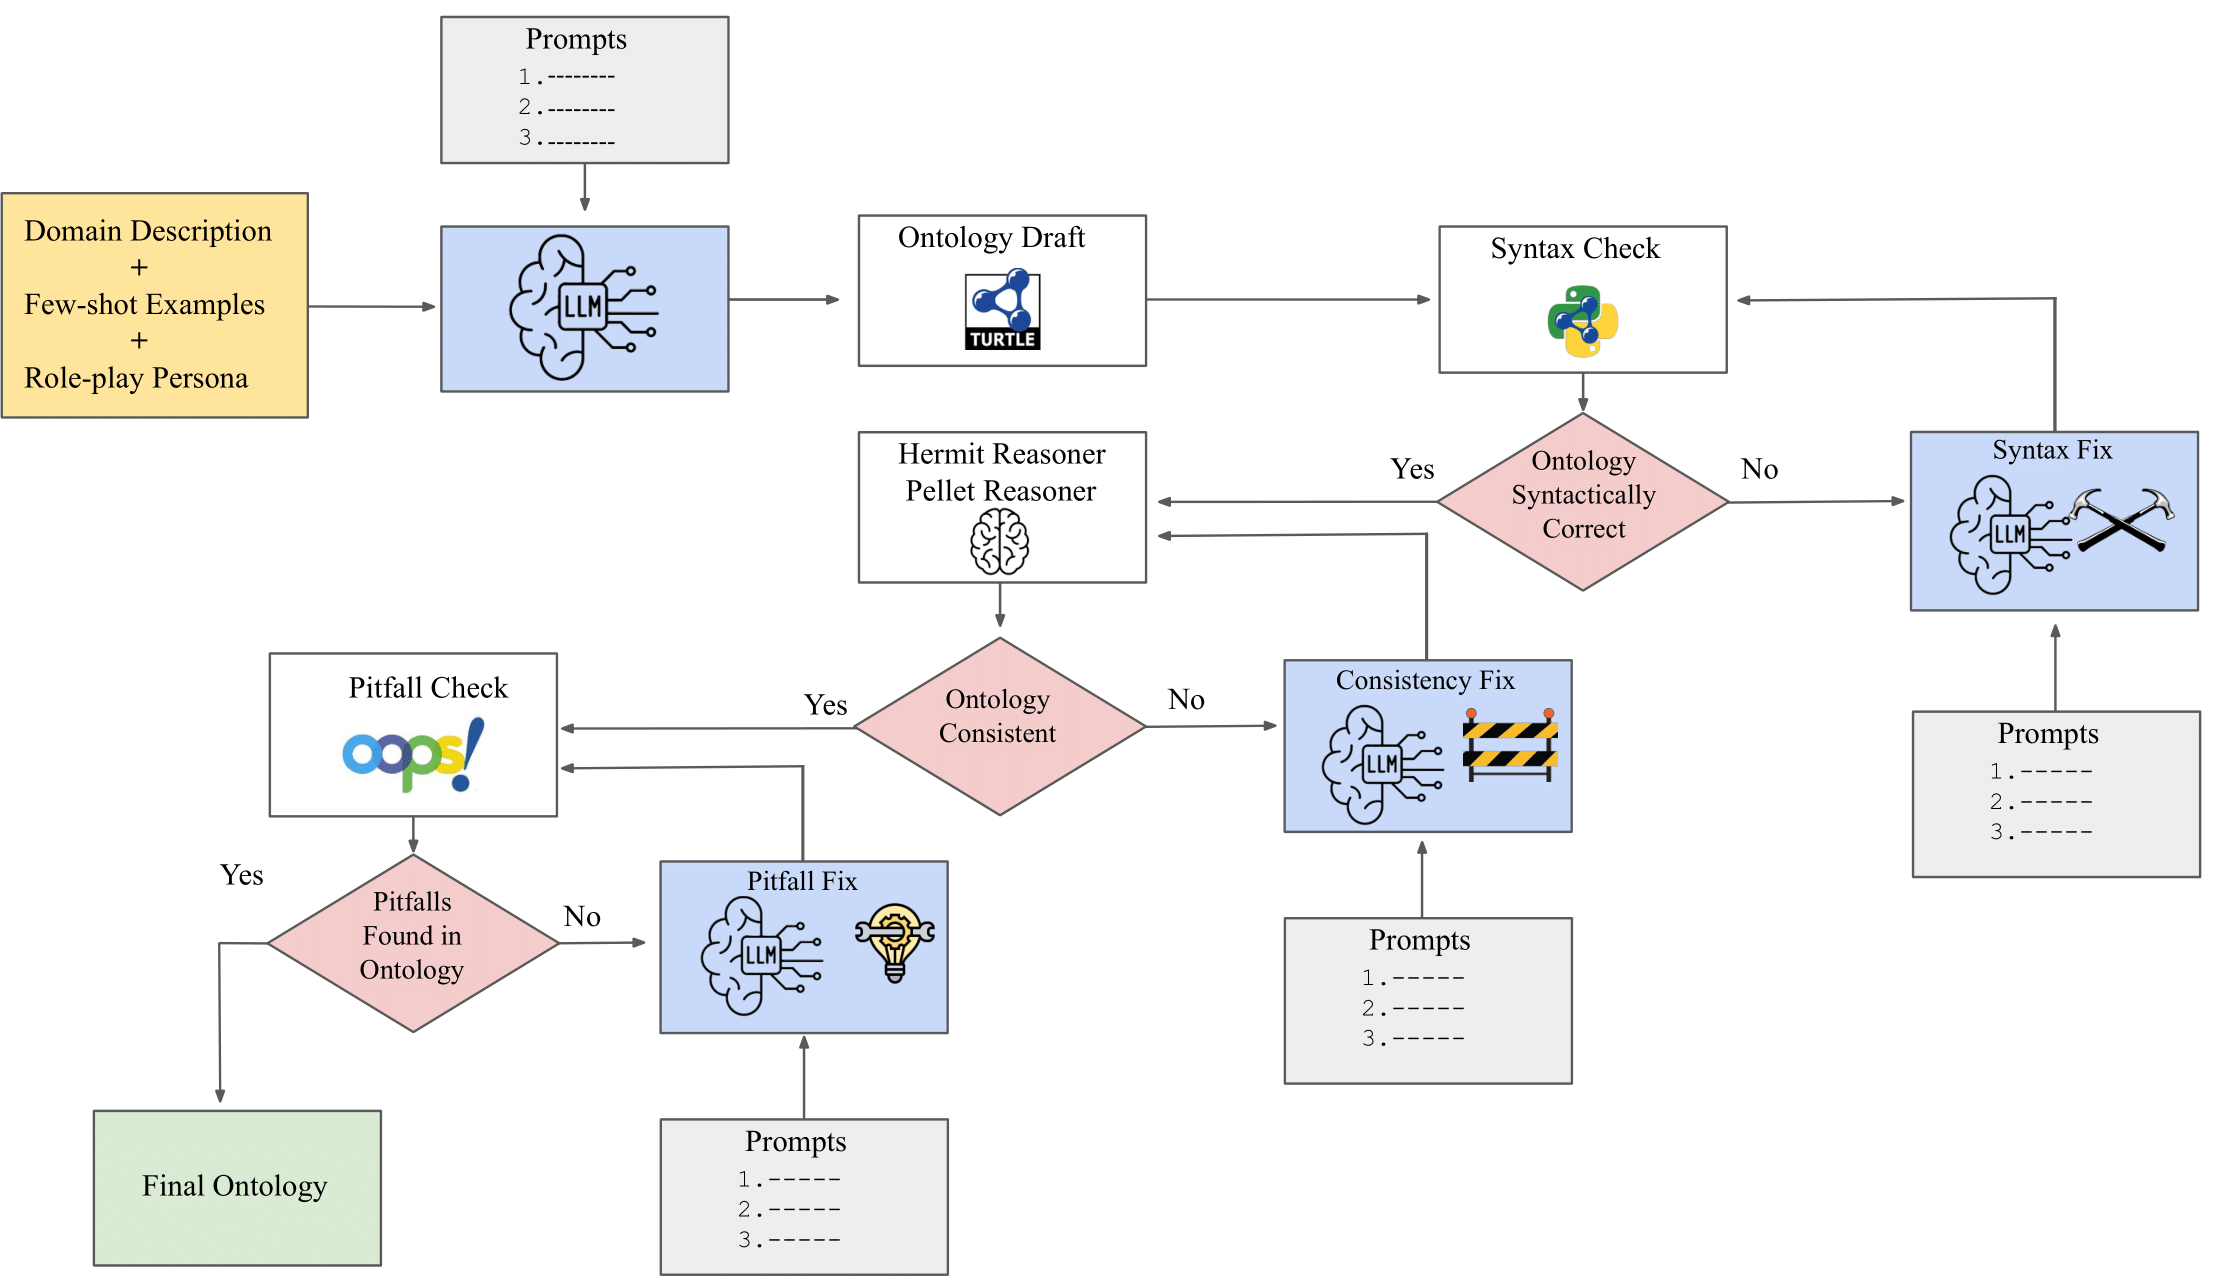 Prompts
1.--------
2.--------
3.--------
Domain Description
+
Few-shot Examples
+
Role-play Persona
LLM
Ontology Draft
TURTLE
Syntax Check
Ontology
Syntactically
Correct
Yes
No
Syntax Fix
LLM
Prompts
1.-----
2.-----
3.-----
Hermit Reasoner
Pellet Reasoner
Ontology
Consistent
Yes
No
Consistency Fix
LLM
Prompts
1.-----
2.-----
3.-----
Pitfall Check
oops!
Pitfalls
Found in
Ontology
Yes
No
Pitfall Fix
LLM
Prompts
1.-----
2.-----
3.-----
Final Ontology